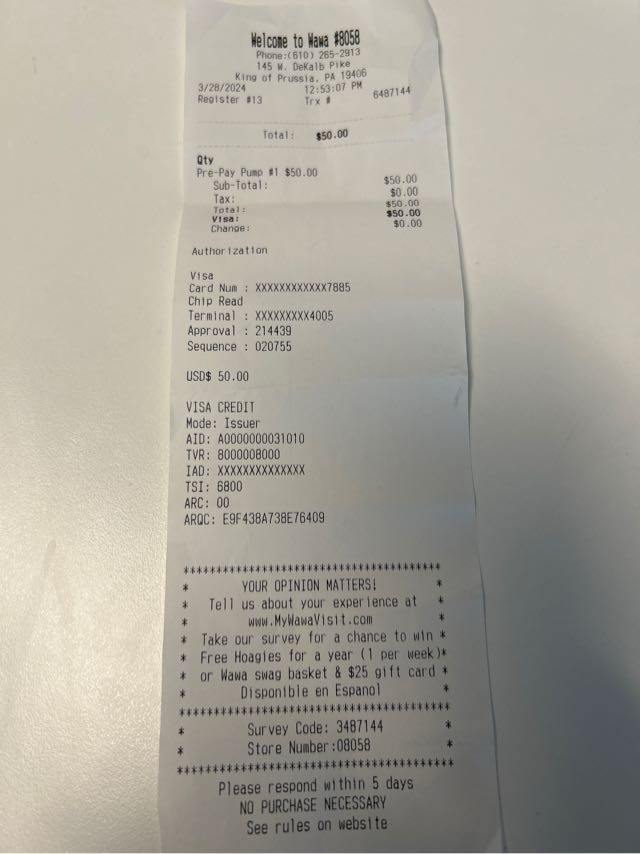 Welcome to Wawa #8058
Phone:(610) 265-2913
145 W. DeKalb Pike
King of Prussia, PA 19406
3/28/2024 12:53:07 PM
Register #13 Trx # 6487144
Total: $50.00
Qty
Pre-Pay Pump #1 $50.00 $50.00
Sub-Total: $50.00
Tax: $0.00
Total: $50.00
Visa: $50.00
Change: $0.00
Authorization
Visa
Card Num : XXXXXXXXXXXX7885
Chip Read
Terminal : XXXXXXXXX4005
Approval : 214439
Sequence : 020755
USD$ 50.00
VISA CREDIT
Mode: Issuer
AID: A0000000031010
TVR: 8000008000
IAD: XXXXXXXXXXXXXX
TSI: 6800
ARC: 00
ARQC: E9F438A738E76409
****************************************
* YOUR OPINION MATTERS! *
* Tell us about your experience at *
* www.MyWawaVisit.com *
* Take our survey for a chance to win *
* Free Hoagies for a year (1 per week)*
* or Wawa swag basket & $25 gift card *
* Disponible en Espanol *
****************************************
* Survey Code: 3487144 *
* Store Number:08058 *
****************************************
Please respond within 5 days
NO PURCHASE NECESSARY
See rules on website